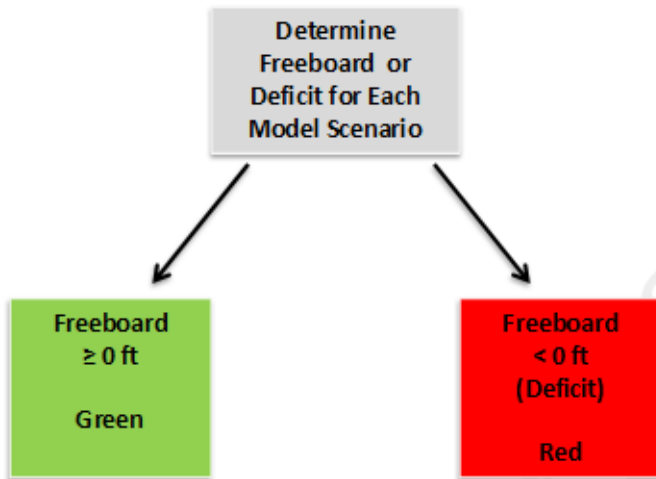 Determine
Freeboard or
Deficit for Each
Model Scenario
Freeboard
≥ 0 ft
Green
Freeboard
< 0 ft
(Deficit)
Red